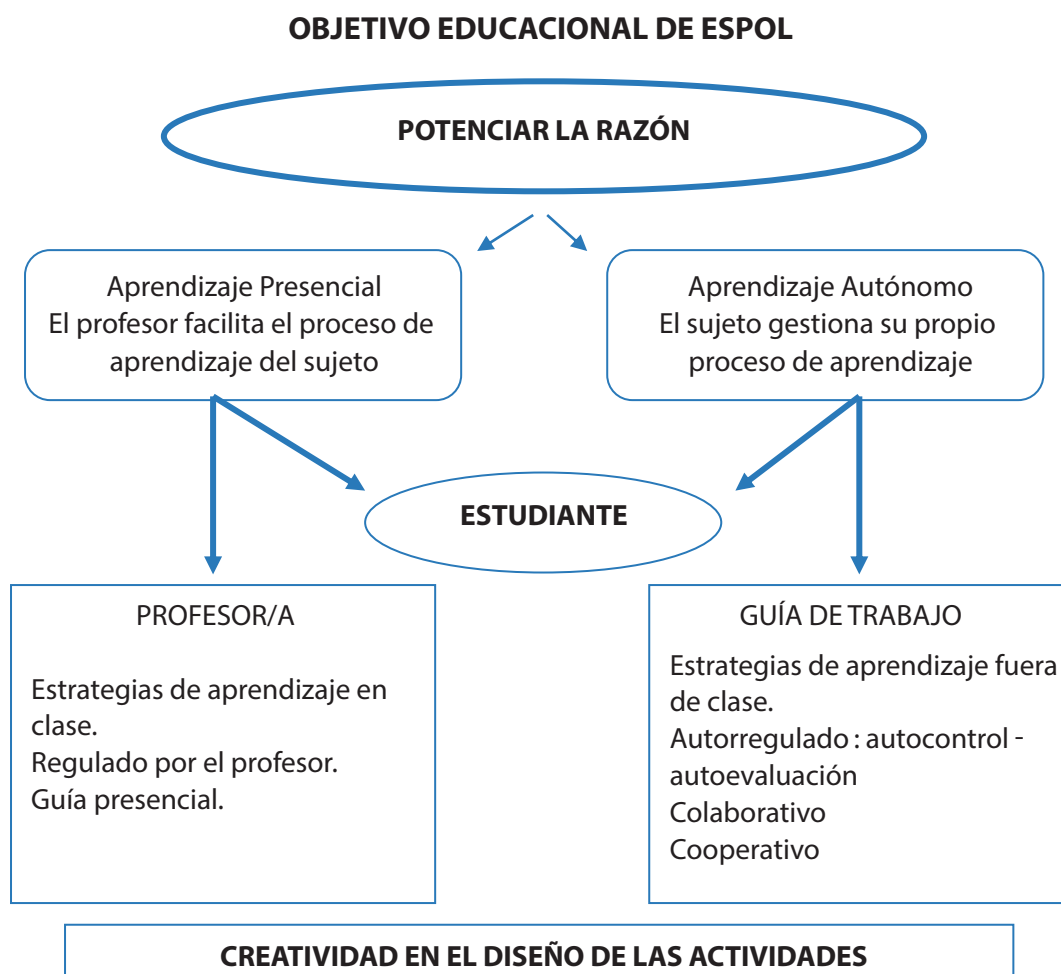 OBJETIVO EDUCACIONAL DE ESPOL
POTENCIAR LA RAZÓN
Aprendizaje Presencial
El profesor facilita el proceso de
aprendizaje del sujeto
Aprendizaje Autónomo
El sujeto gestiona su propio
proceso de aprendizaje
ESTUDIANTE
PROFESOR/A
Estrategias de aprendizaje en
clase.
Regulado por el profesor.
Guía presencial.
GUÍA DE TRABAJO
Estrategias de aprendizaje fuera
de clase.
Autorregulado : autocontrol -
autoevaluación
Colaborativo
Cooperativo
CREATIVIDAD EN EL DISEÑO DE LAS ACTIVIDADES